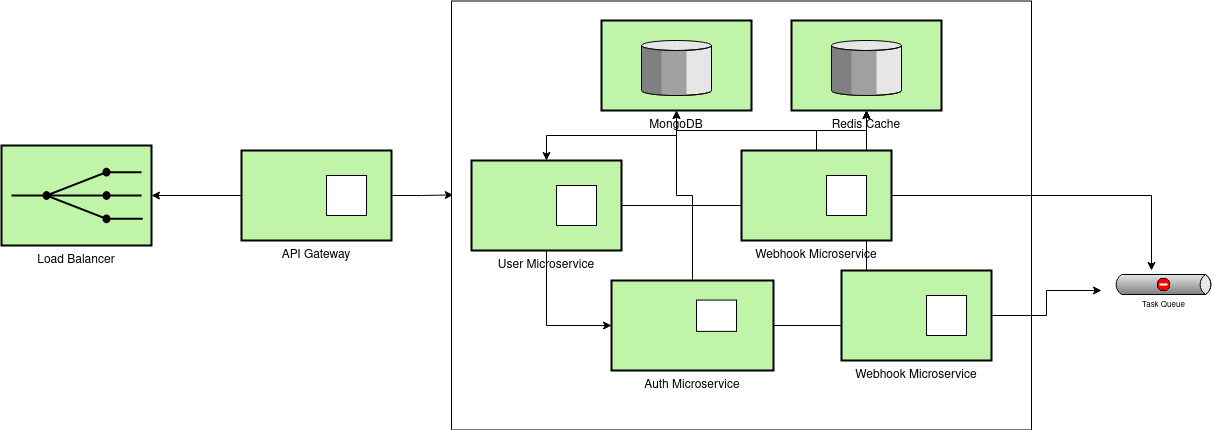 MongoDB
Redis Cache
Load Balancer
API Gateway
User Microservice
Webhook Microservice
Task Queue
Auth Microservice
Webhook Microservice